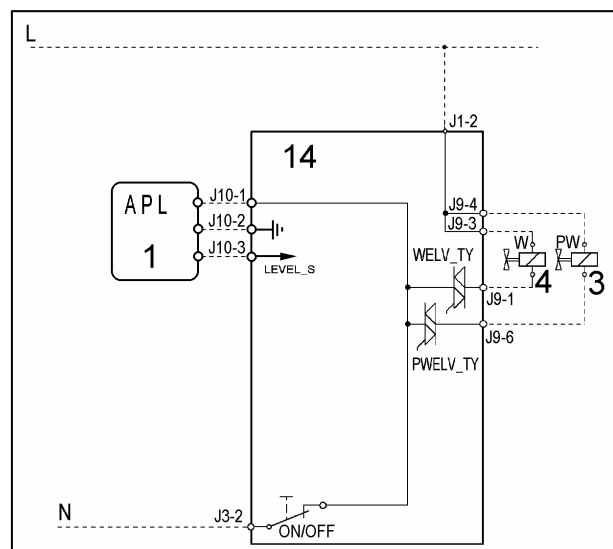 L
J1-2
14
APL
1
J10-1
J10-2
J10-3
LEVEL_S
J9-4
J9-3
W
PW
WELV_TY
4
3
J9-1
PWELV_TY
J9-6
N
J3-2
ON/OFF